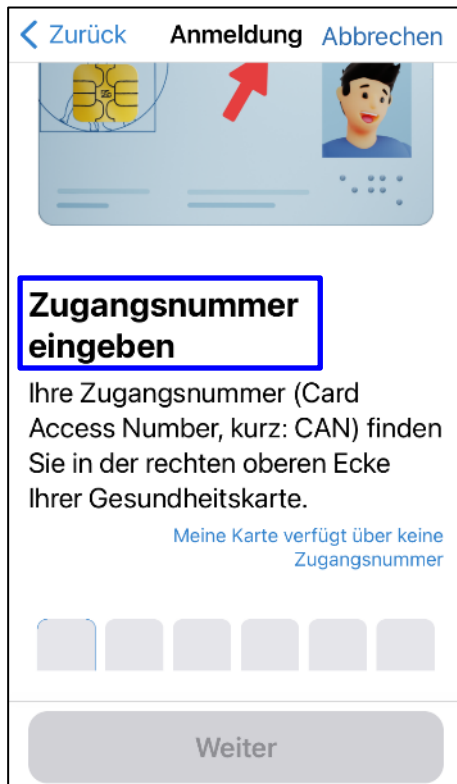 Zurück Anmeldung Abbrechen
Zugangsnummer
eingeben
Ihre Zugangsnummer (Card
Access Number, kurz: CAN) finden
Sie in der rechten oberen Ecke
Ihrer Gesundheitskarte.
Meine Karte verfügt über keine
Zugangsnummer
Weiter